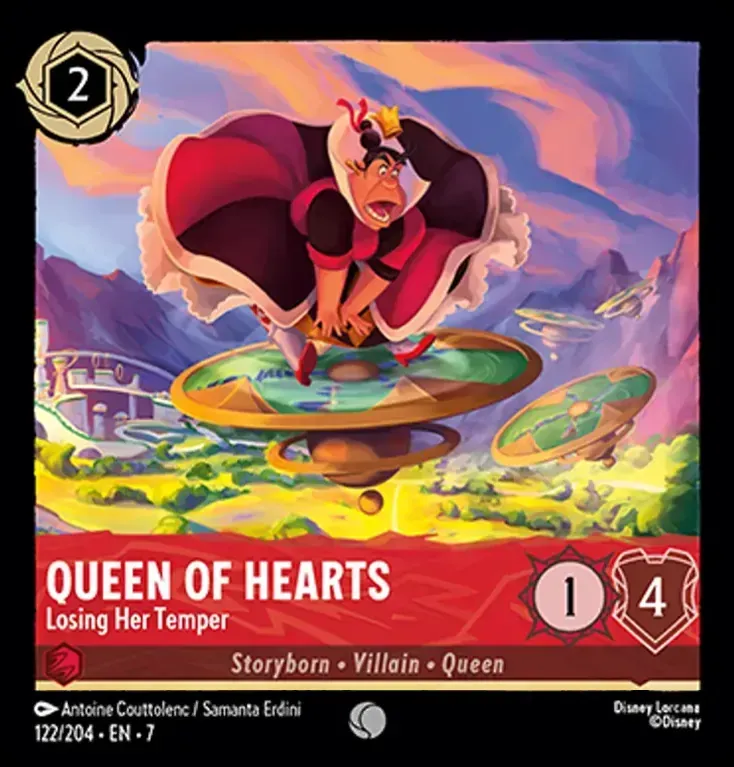 2
QUEEN OF HEARTS
Losing Her Temper
1
4
Storyborn • Villain • Queen
Antoine Couttolenc / Samanta Erdini
122/204 • EN • 7
Disney Lorcana
©Disney